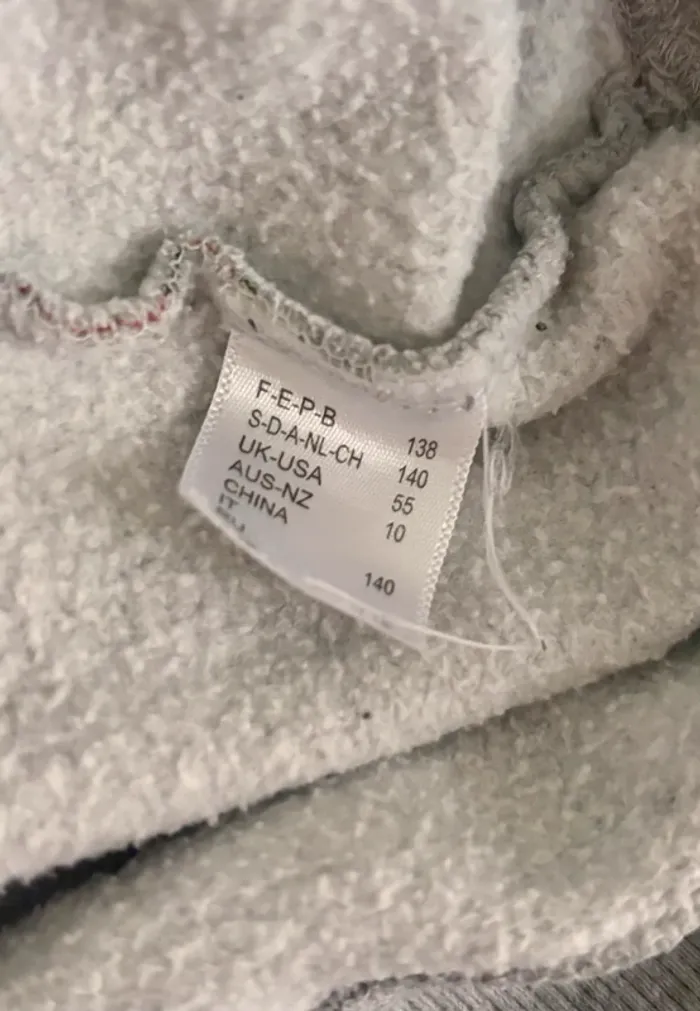 F-E-P-B 138
S-D-A-NL-CH 140
UK-USA 55
AUS-NZ 10
CHINA
IT 140